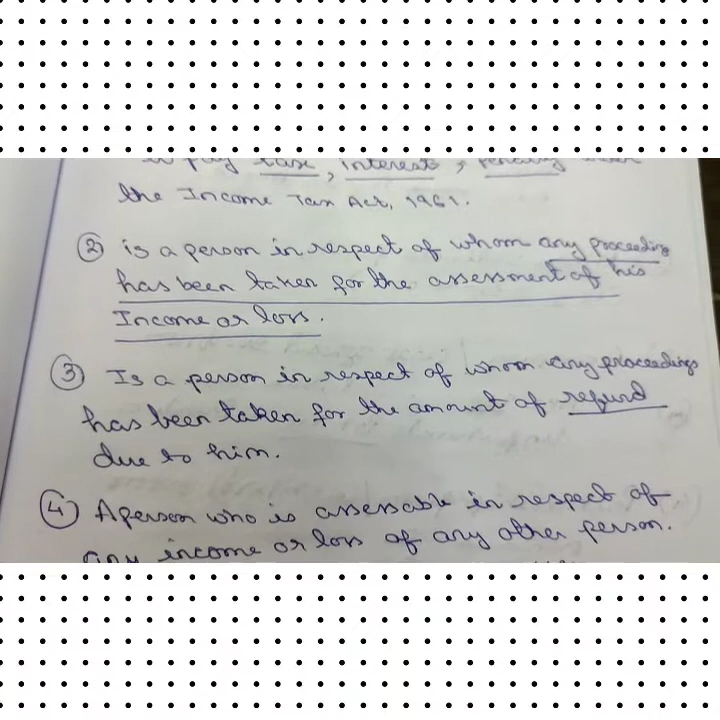 to pay tax, interest, penalty under
the Income Tax Act, 1961.
② is a person in respect of whom any proceeding
has been taken for the assessment of his
Income or loss.
③ Is a person in respect of whom any proceedings
has been taken for the amount of refund
due to him.
④ A person who is assessable in respect of
any income or loss of any other person.